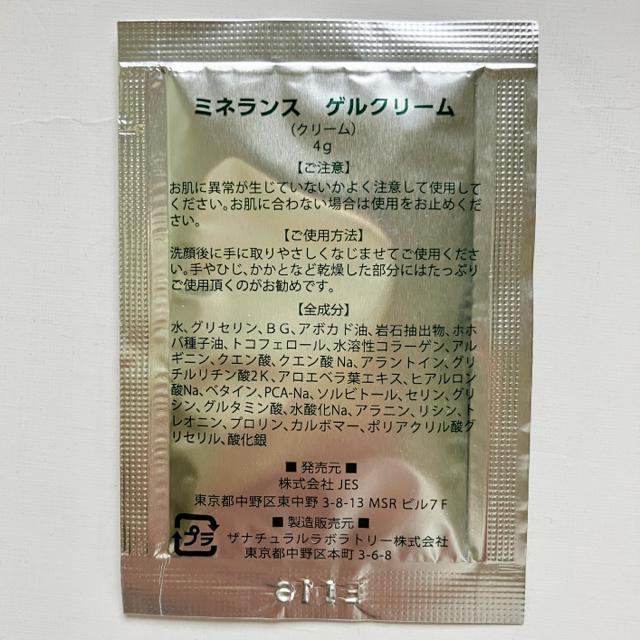 ミネランス　ゲルクリーム
(クリーム)
4g
【ご注意】
お肌に異常が生じていないかよく注意して使用して
ください。お肌に合わない場合は使用をお止めくだ
さい。
【ご使用方法】
洗顔後に手に取りやさしくなじませてご使用くださ
い。手やひじ、かかとなど乾燥した部分にはたっぷり
ご使用頂くのがお勧めです。
【全成分】
水、グリセリン、BG、アボカド油、岩石抽出物、ホホ
バ種子油、トコフェロール、水溶性コラーゲン、アル
ギニン、クエン酸、クエン酸Na、アラントイン、グリ
チルリチン酸2K、アロエベラ葉エキス、ヒアルロン
酸Na、ベタイン、PCA-Na、ソルビトール、セリン、グリ
シン、グルタミン酸、水酸化Na、アラニン、リシン、ト
レオニン、プロリン、カルボマー、ポリアクリル酸グ
リセリル、酸化銀
■ 発売元 ■
株式会社 JES
東京都中野区東中野 3-8-13 MSR ビル7F
■ 製造販売元 ■
プラ
ザナチュラルラボラトリー株式会社
東京都中野区本町 3-6-8